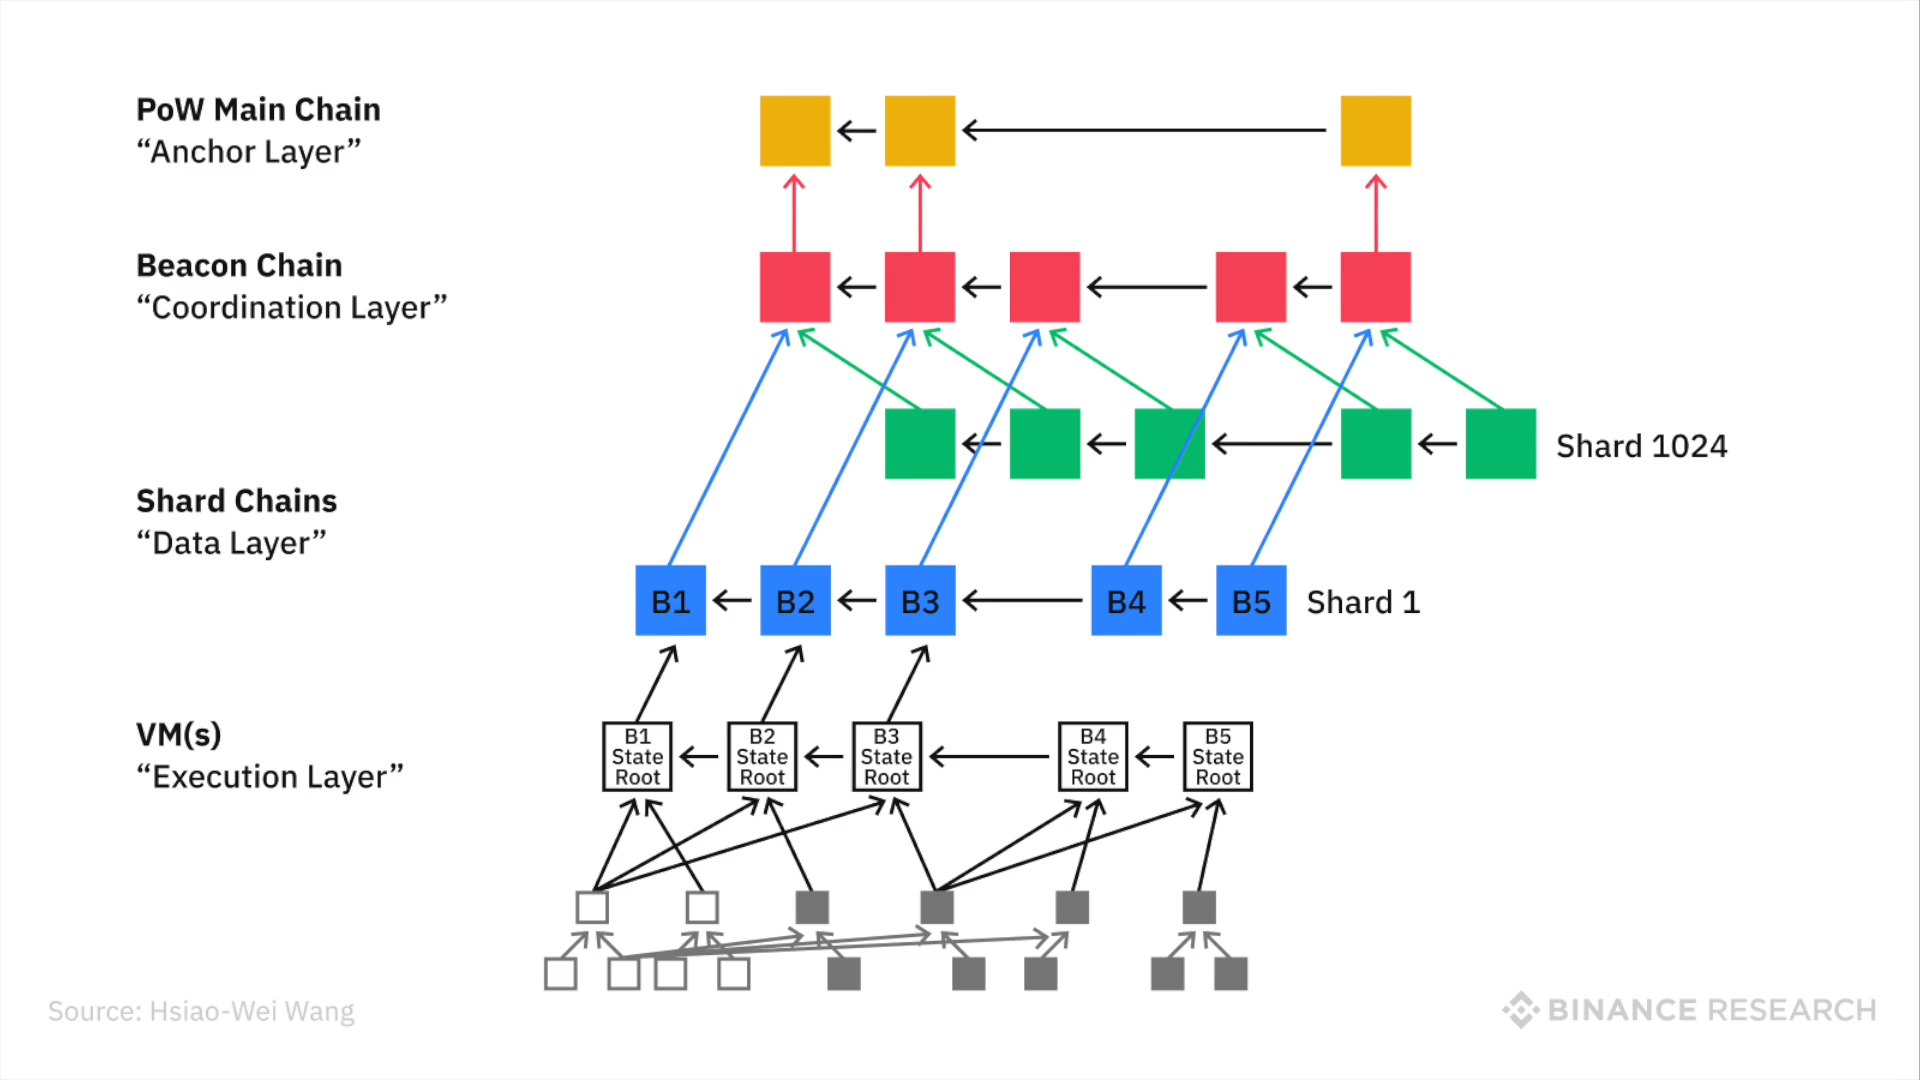 PoW Main Chain
“Anchor Layer”
Beacon Chain
“Coordination Layer”
Shard 1024
Shard Chains
“Data Layer”
B1
B2
B3
B4
B5
Shard 1
VM(s)
“Execution Layer”
B1
State
Root
B2
State
Root
B3
State
Root
B4
State
Root
B5
State
Root
Source: Hsiao-Wei Wang
BINANCE RESEARCH